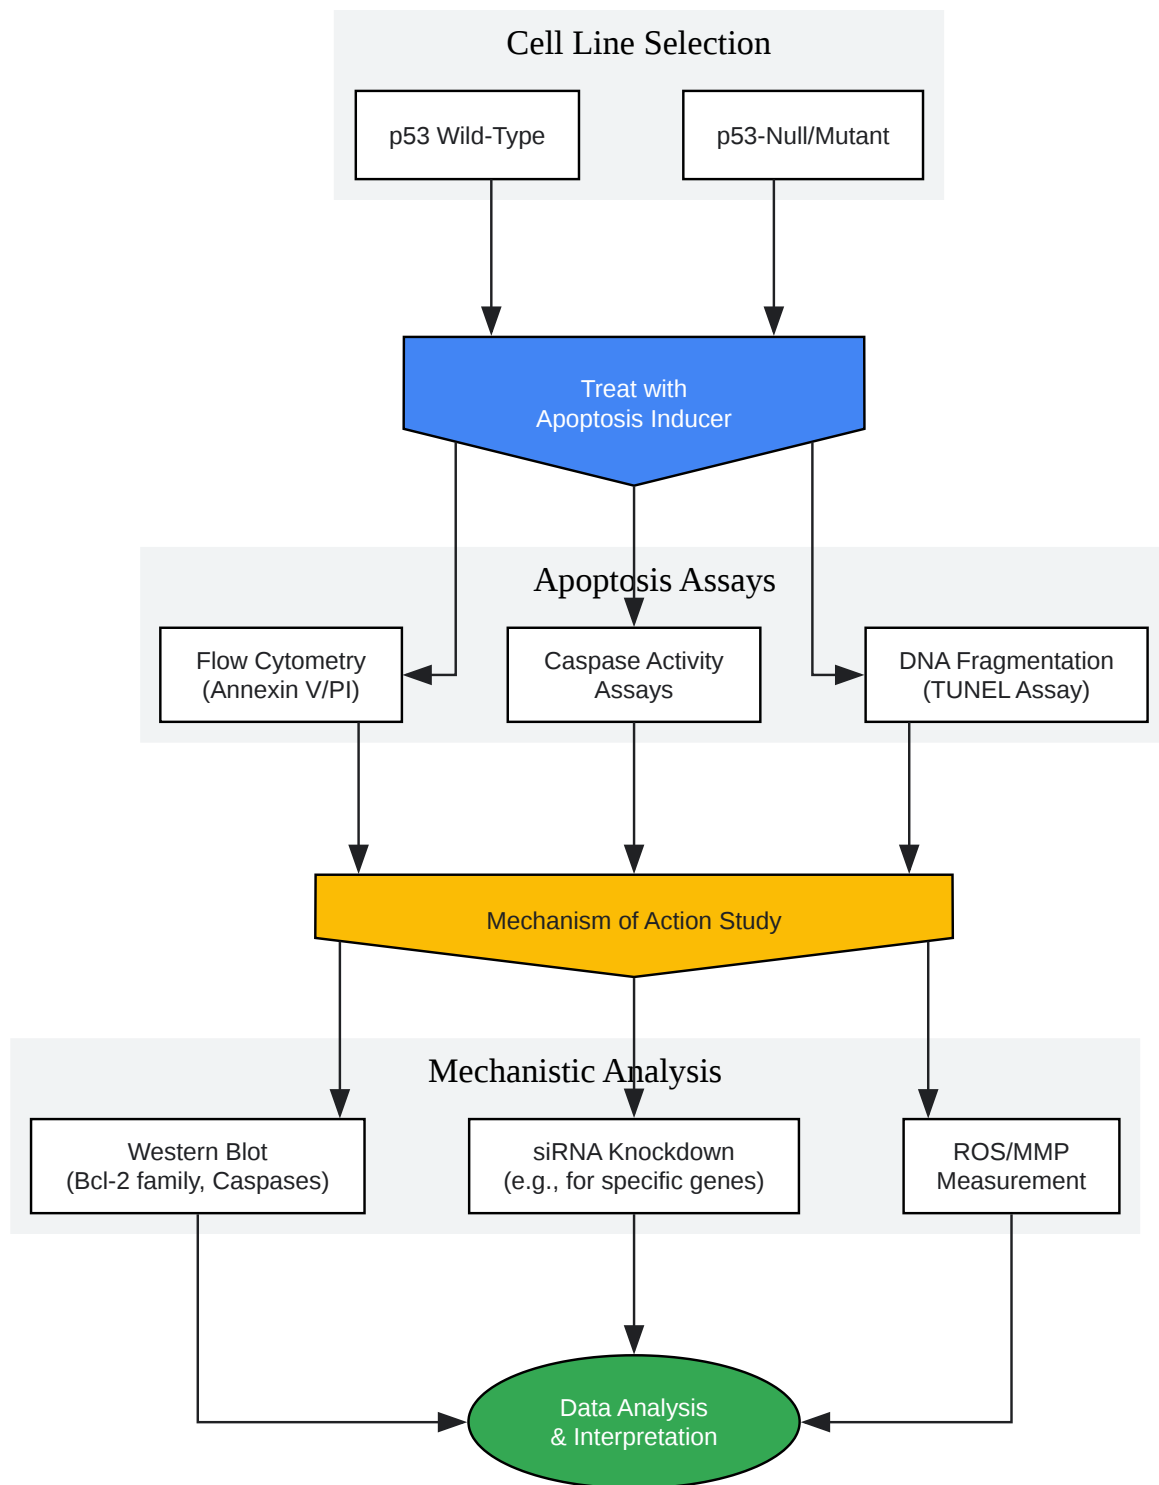 Cell Line Selection
p53 Wild-Type
p53-Null/Mutant
Treat with
Apoptosis Inducer
Apoptosis Assays
Flow Cytometry
(Annexin V/PI)
Caspase Activity
Assays
DNA Fragmentation
(TUNEL Assay)
Mechanism of Action Study
Mechanistic Analysis
Western Blot
(Bcl-2 family, Caspases)
siRNA Knockdown
(e.g., for specific genes)
ROS/MMP
Measurement
Data Analysis
& Interpretation